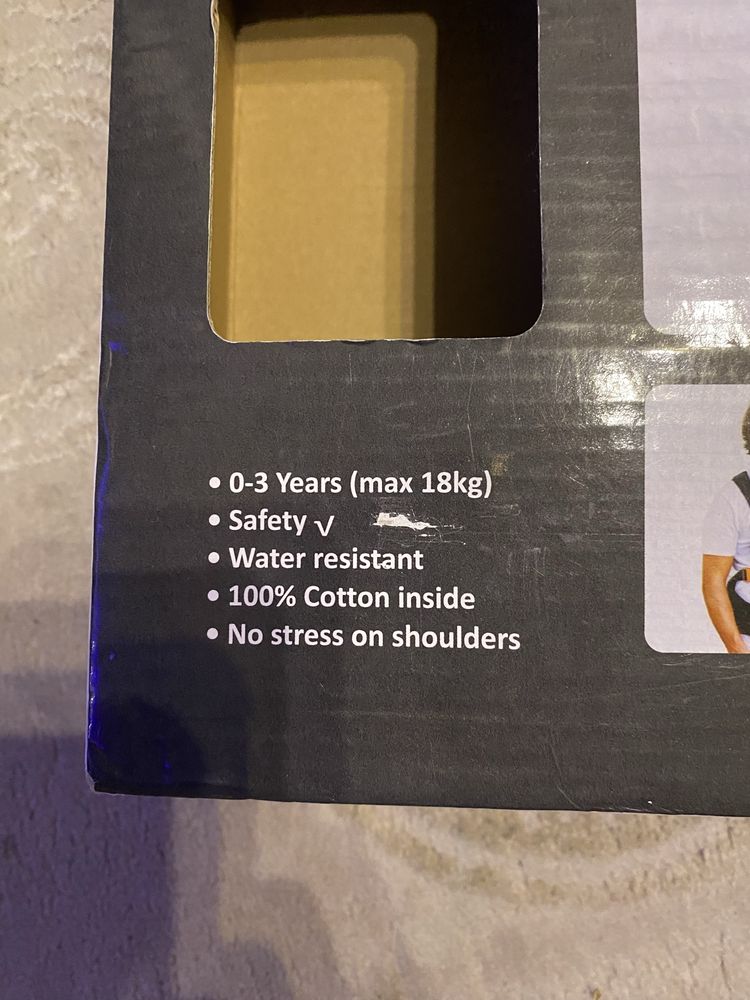 • 0-3 Years (max 18kg)
• Safety √
• Water resistant
• 100% Cotton inside
• No stress on shoulders